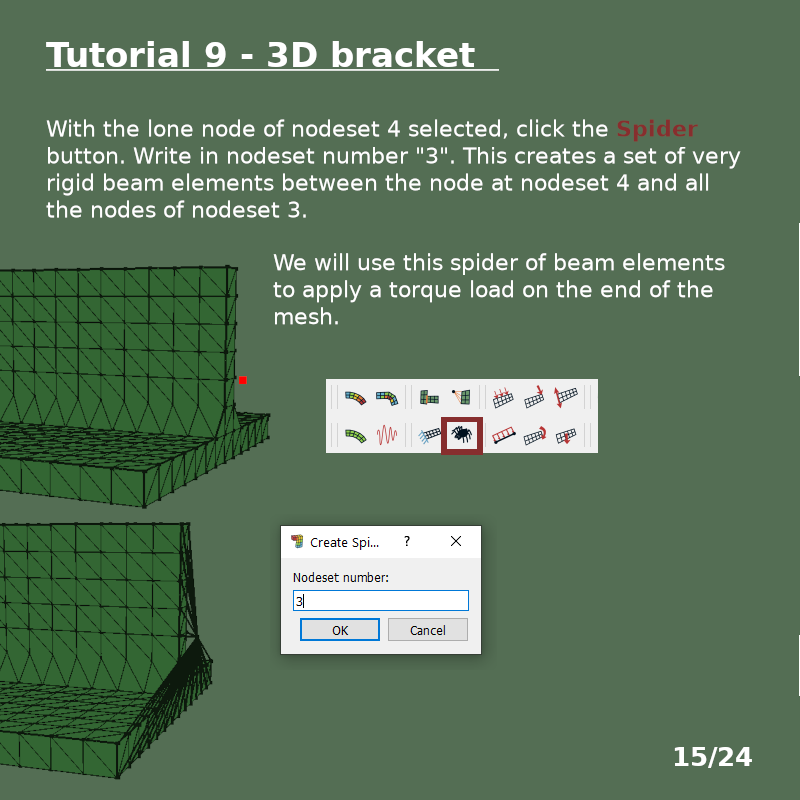 Tutorial 9 - 3D bracket
With the lone node of nodeset 4 selected, click the Spider
button. Write in nodeset number "3". This creates a set of very
rigid beam elements between the node at nodeset 4 and all
the nodes of nodeset 3.
We will use this spider of beam elements
to apply a torque load on the end of the
mesh.
Create Spi... ?
Nodeset number:
3
OK Cancel
15/24